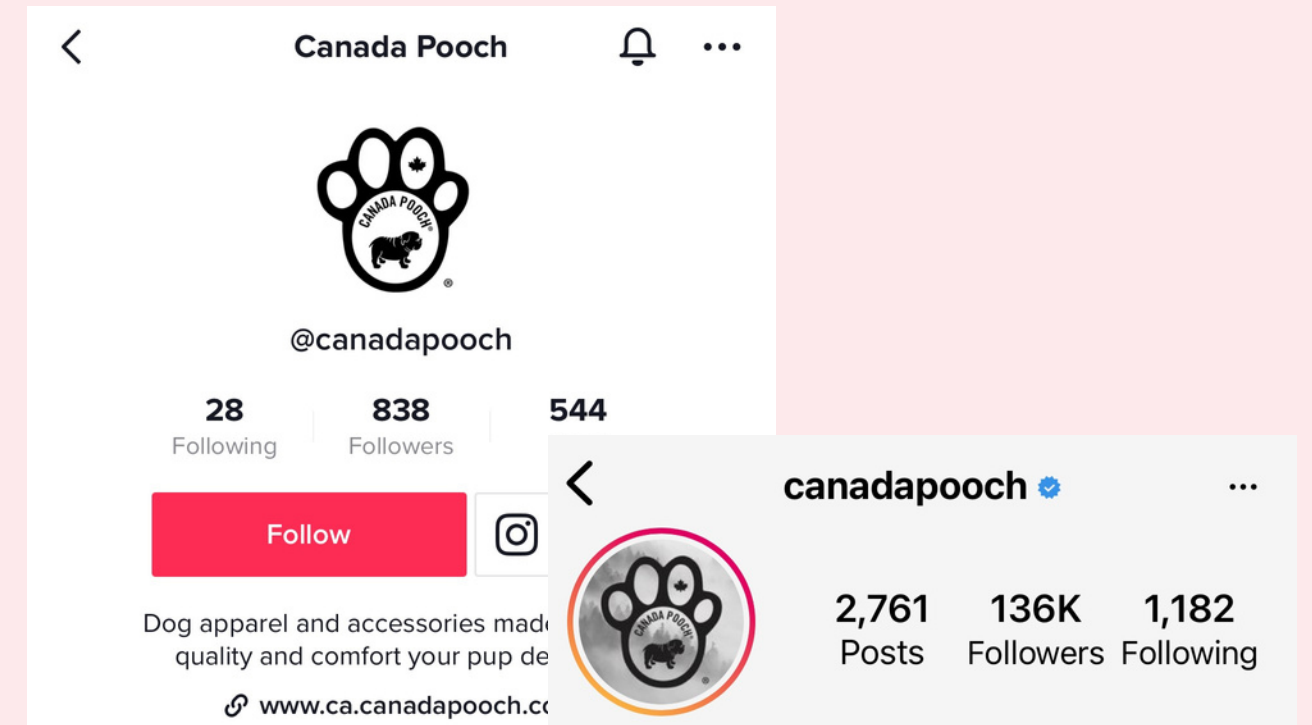 Canada Pooch
CANADA POOCH®
®
@canadapooch
28 838 544
Following Followers
Follow
Dog apparel and accessories made
quality and comfort your pup de
www.ca.canadapooch.co
canadapooch
CANADA POOCH®
®
2,761 136K 1,182
Posts Followers Following